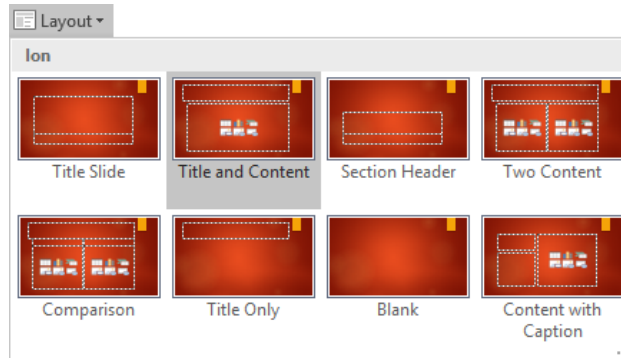 Layout
Ion
Title Slide
Title and Content
Section Header
Two Content
Comparison
Title Only
Blank
Content with
Caption